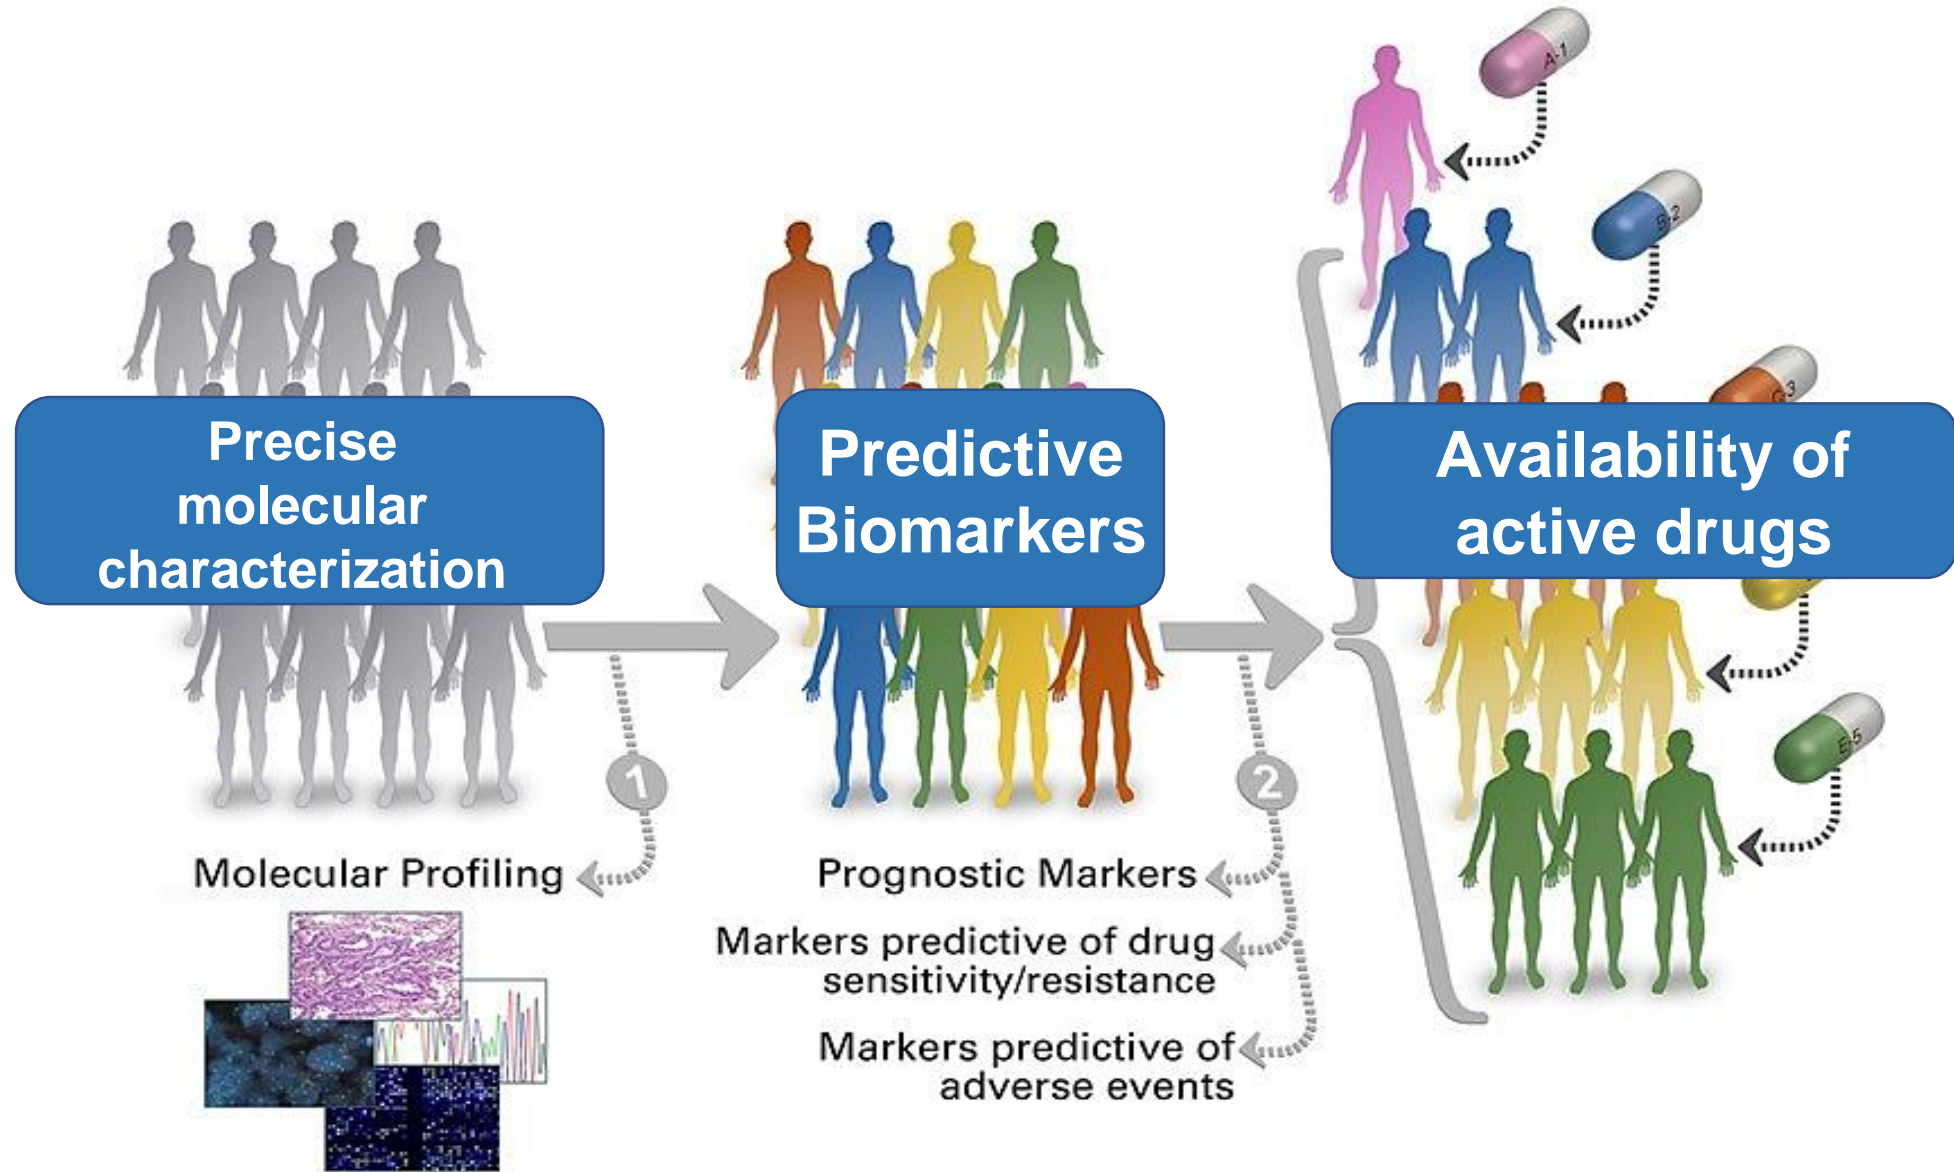 A-1
B-2
Precise
molecular
characterization
Predictive
Biomarkers
C-3
Availability of
active drugs
1
2
E-5
Molecular Profiling
Prognostic Markers
Markers predictive of drug
sensitivity/resistance
Markers predictive of
adverse events